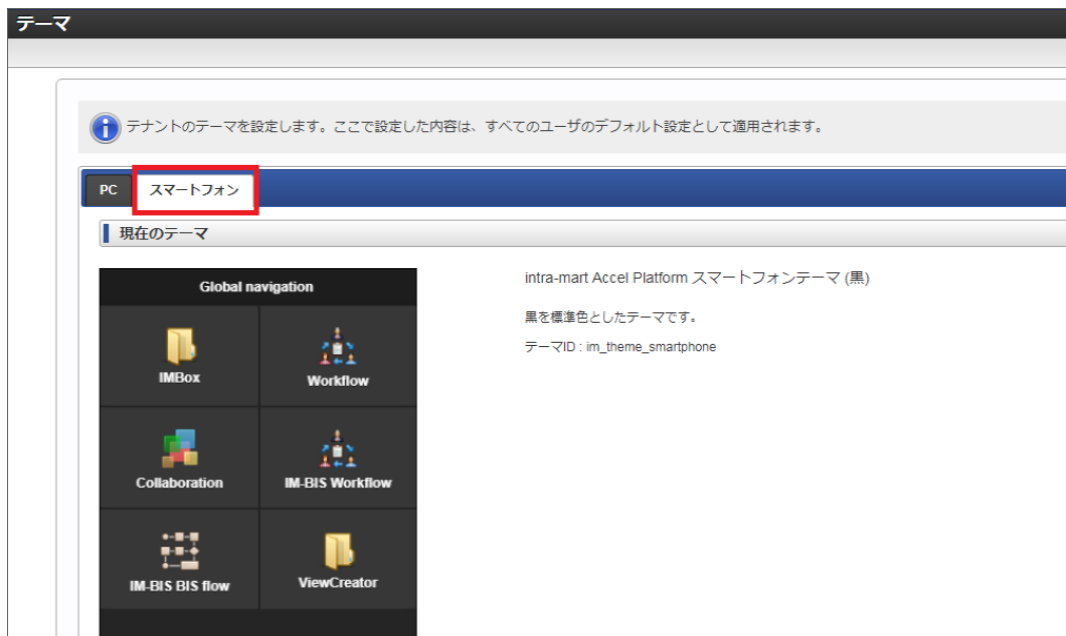 テーマ
テナントのテーマを設定します。ここで設定した内容は、すべてのユーザのデフォルト設定として適用されます。
PC スマートフォン
現在のテーマ
Global navigation
IMBox Workflow
Collaboration IM-BIS Workflow
IM-BIS BIS flow ViewCreator
intra-mart Accel Platform スマートフォンテーマ (黒)
黒を標準色としたテーマです。
テーマID : im_theme_smartphone